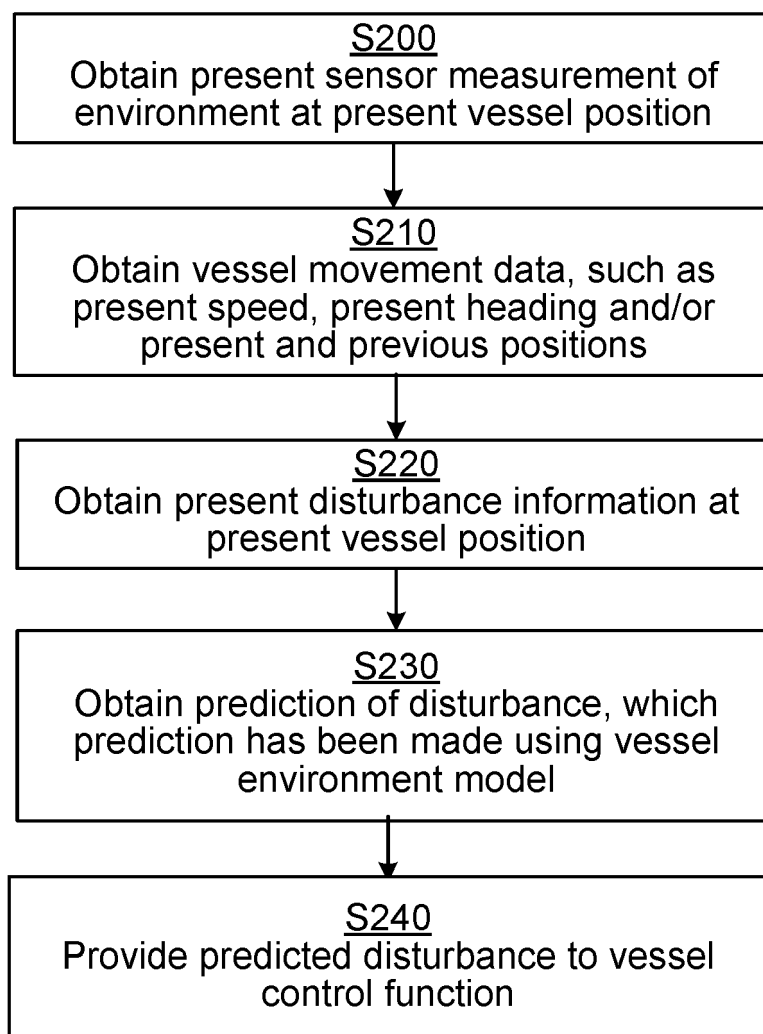 S200
Obtain present sensor measurement of
environment at present vessel position
S210
Obtain vessel movement data, such as
present speed, present heading and/or
present and previous positions
S220
Obtain present disturbance information at
present vessel position
S230
Obtain prediction of disturbance, which
prediction has been made using vessel
environment model
S240
Provide predicted disturbance to vessel
control function